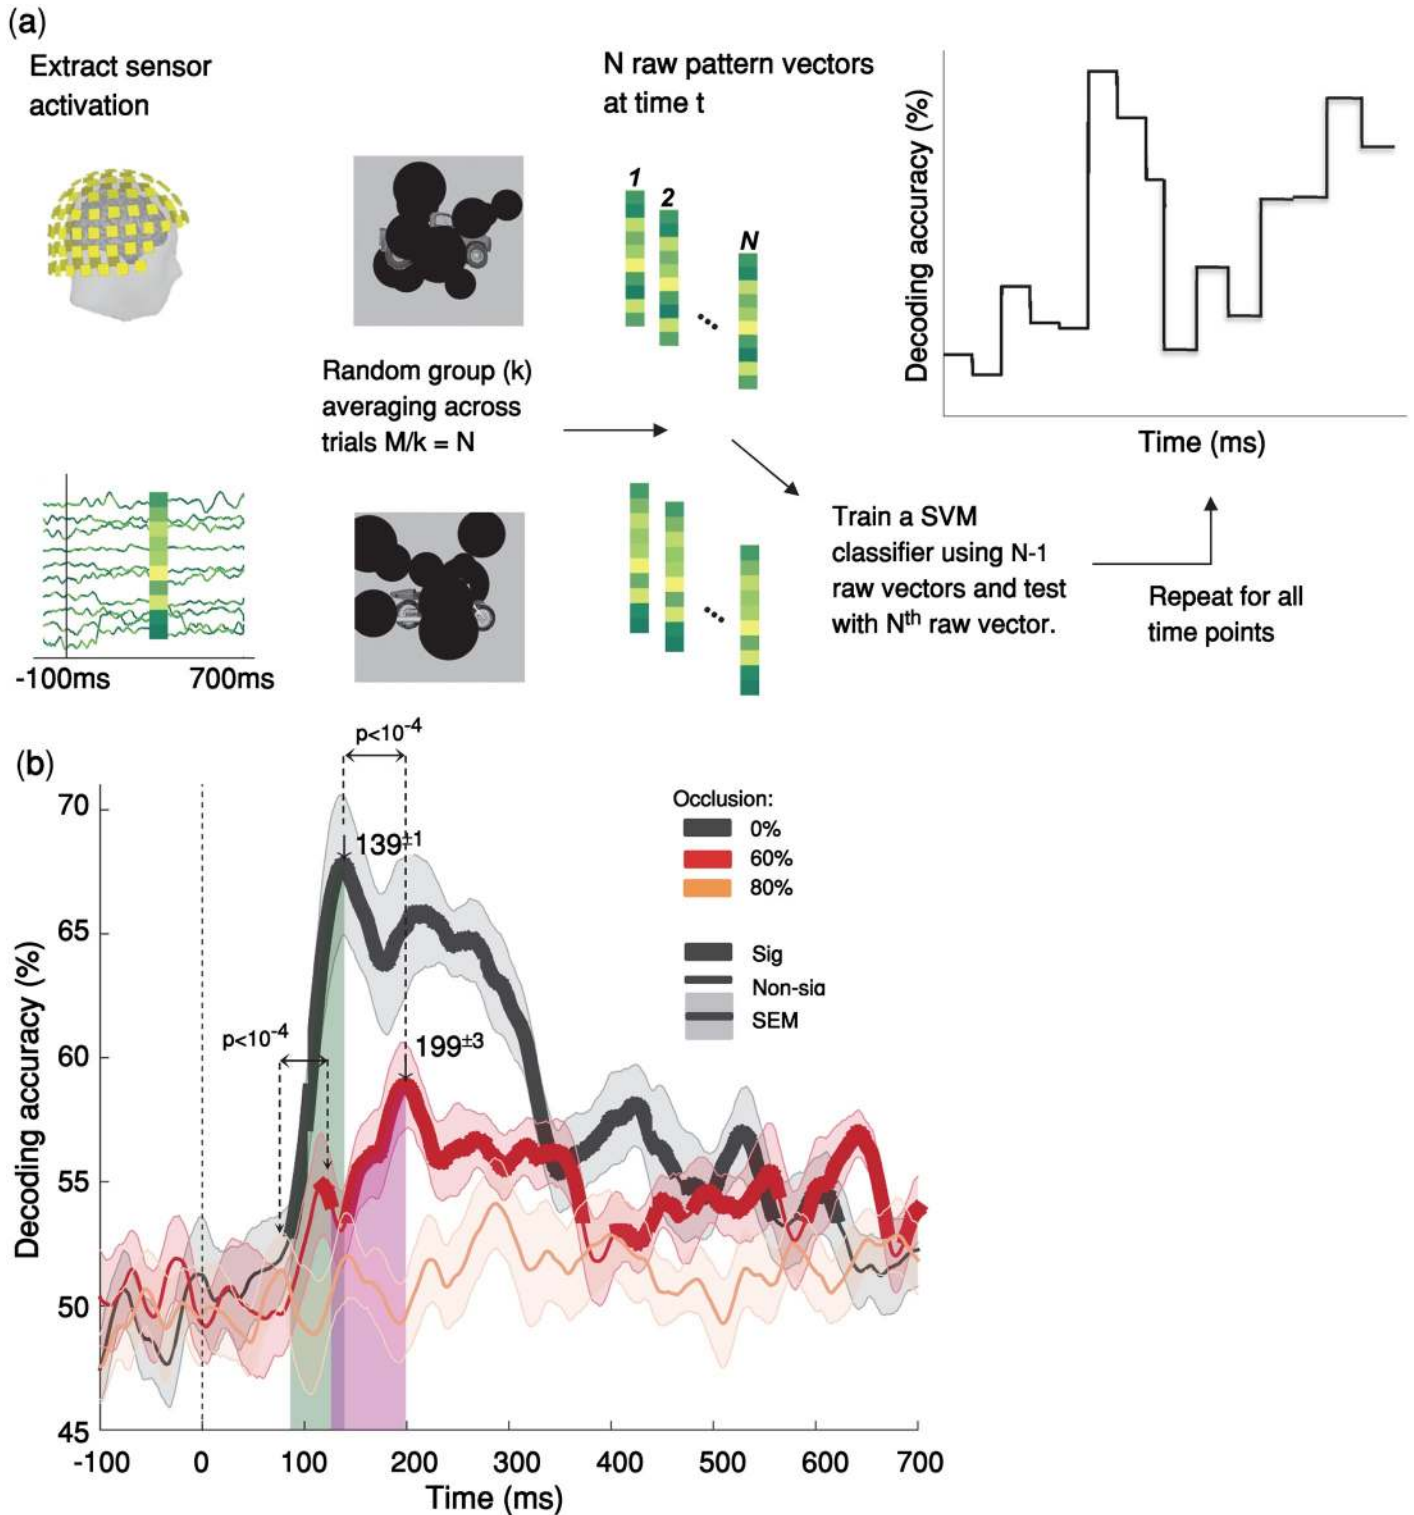 (a)
Extract sensor
activation
N raw pattern vectors
at time t
1
2
N
Random group (k)
averaging across
trials M/k = N
-100ms
700ms
Train a SVM
classifier using N-1
raw vectors and test
with Nth raw vector.
Repeat for all
time points
Decoding accuracy (%)
Time (ms)
(b)
p<10-4
139±1
p<10-4
199±3
Occlusion:
0%
60%
80%
Sig
Non-sig
SEM
Decoding accuracy (%)
70
65
60
55
50
45
-100
0
100
200
300
400
500
600
700
Time (ms)